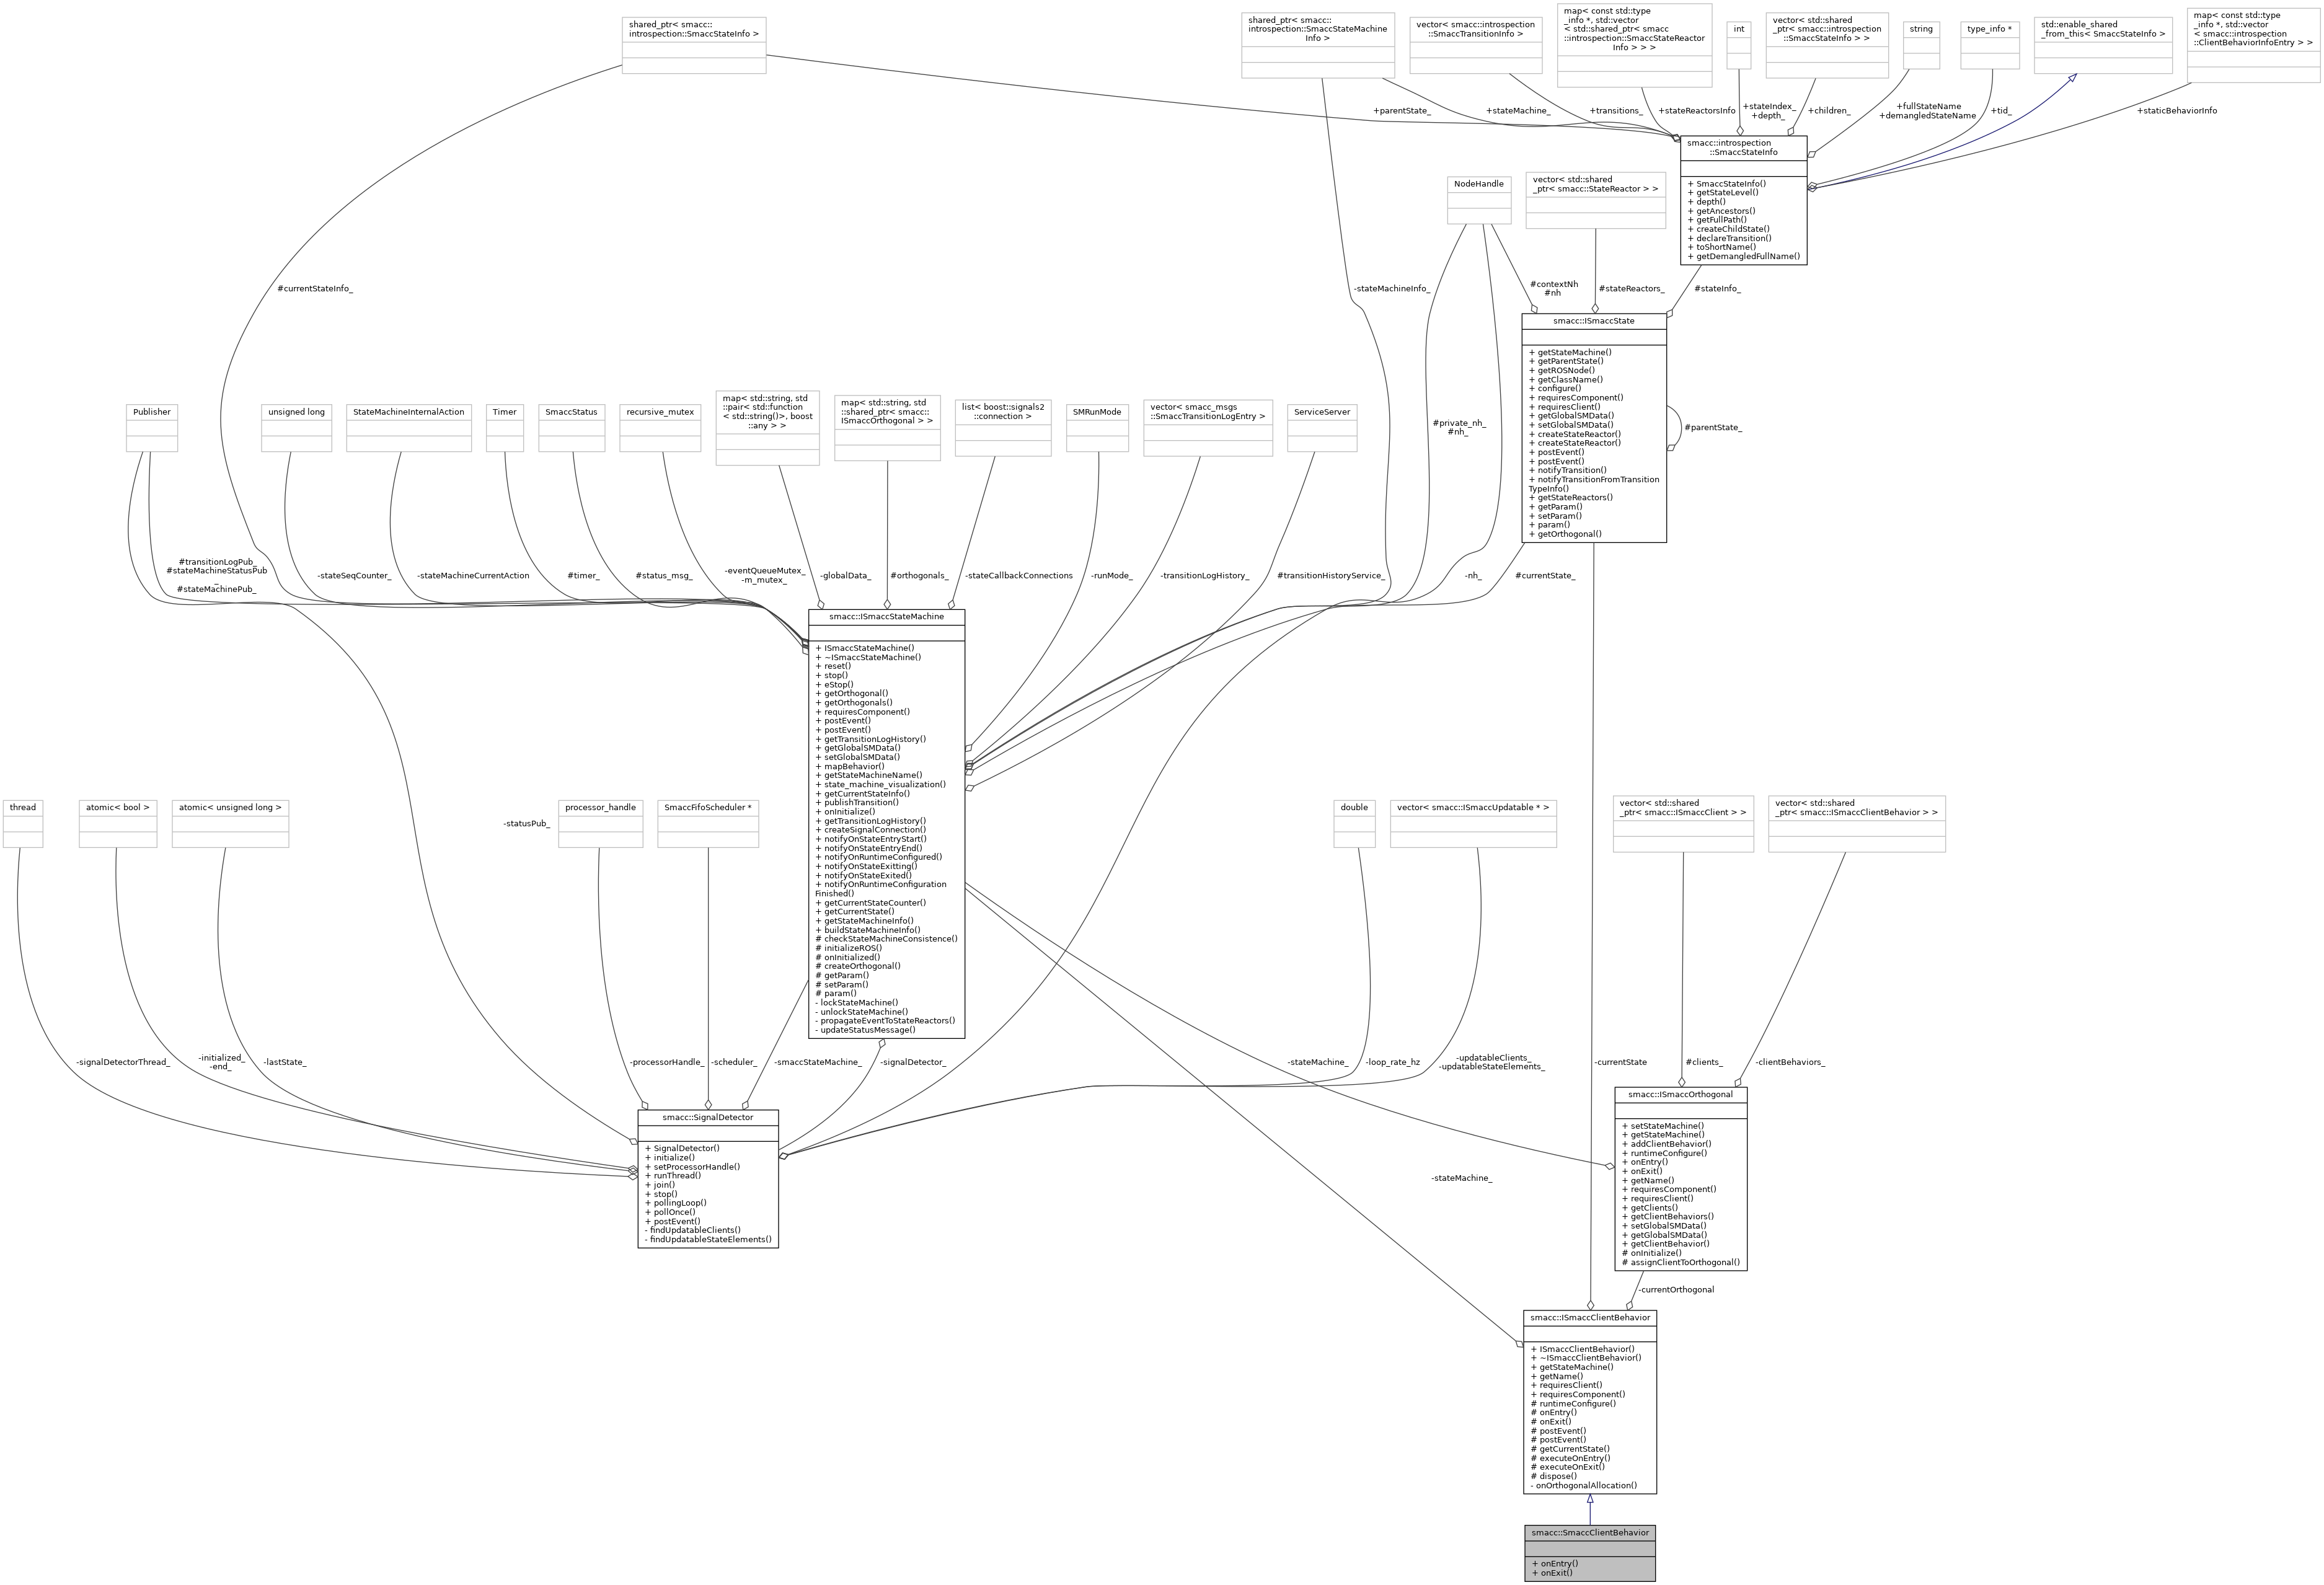 shared_ptr< smacc::
introspection::SmaccStateInfo >
shared_ptr< smacc::
introspection::SmaccStateMachine
Info >
vector< smacc::introspection
::SmaccTransitionInfo >
map< const std::type
_info *, std::vector
< std::shared_ptr< smacc
::introspection::SmaccStateReactor
Info > > >
int
vector< std::shared
_ptr< smacc::introspection
::SmaccStateInfo > >
string
type_info *
std::enable_shared
_from_this< SmaccStateInfo >
map< const std::type
_info *, std::vector
< smacc::introspection
::ClientBehaviorInfoEntry > >
+parentState_
+stateMachine_
+transitions_
+stateReactorsInfo
+stateIndex_
+depth_
+children_
+fullStateName
+demangledStateName
+tid_
+staticBehaviorInfo
smacc::introspection
::SmaccStateInfo
+ SmaccStateInfo()
+ getStateLevel()
+ depth()
+ getAncestors()
+ getFullPath()
+ createChildState()
+ declareTransition()
+ toShortName()
+ getDemangledFullName()
NodeHandle
vector< std::shared
_ptr< smacc::StateReactor > >
#currentStateInfo_
-stateMachineInfo_
#contextNh
#nh
#stateReactors_
#stateInfo_
smacc::ISmaccState
+ getStateMachine()
+ getParentState()
+ getROSNode()
+ getClassName()
+ configure()
+ requiresComponent()
+ requiresClient()
+ getGlobalSMData()
+ setGlobalSMData()
+ createStateReactor()
+ createStateReactor()
+ postEvent()
+ postEvent()
+ notifyTransition()
+ notifyTransitionFromTransition
TypeInfo()
+ getStateReactors()
+ getParam()
+ setParam()
+ param()
+ getOrthogonal()
#parentState_
Publisher
unsigned long
StateMachineInternalAction
Timer
SmaccStatus
recursive_mutex
map< std::string, std
::pair< std::function
< std::string()>, boost
::any > >
map< std::string, std
::shared_ptr< smacc::
ISmaccOrthogonal > >
list< boost::signals2
::connection >
SMRunMode
vector< smacc_msgs
::SmaccTransitionLogEntry >
ServiceServer
#private_nh_
#nh_
#transitionLogPub_
#stateMachineStatusPub
_
#stateMachinePub_
-stateSeqCounter_
-stateMachineCurrentAction
#timer_
#status_msg_
-eventQueueMutex_
-m_mutex_
-globalData_
#orthogonals_
-stateCallbackConnections
-runMode_
-transitionLogHistory_
#transitionHistoryService_
-nh_
#currentState_
smacc::ISmaccStateMachine
+ ISmaccStateMachine()
+ ~ISmaccStateMachine()
+ reset()
+ stop()
+ eStop()
+ getOrthogonal()
+ getOrthogonals()
+ requiresComponent()
+ postEvent()
+ postEvent()
+ getTransitionLogHistory()
+ getGlobalSMData()
+ setGlobalSMData()
+ mapBehavior()
+ getStateMachineName()
+ state_machine_visualization()
+ getCurrentStateInfo()
+ publishTransition()
+ onInitialize()
+ getTransitionLogHistory()
+ createSignalConnection()
+ notifyOnStateEntryStart()
+ notifyOnStateEntryEnd()
+ notifyOnRuntimeConfigured()
+ notifyOnStateExitting()
+ notifyOnStateExited()
+ notifyOnRuntimeConfiguration
Finished()
+ getCurrentStateCounter()
+ getCurrentState()
+ getStateMachineInfo()
+ buildStateMachineInfo()
# checkStateMachineConsistence()
# initializeROS()
# onInitialized()
# createOrthogonal()
# getParam()
# setParam()
# param()
- lockStateMachine()
- unlockStateMachine()
- propagateEventToStateReactors()
- updateStatusMessage()
thread
atomic< bool >
atomic< unsigned long >
-statusPub_
processor_handle
SmaccFifoScheduler *
double
vector< smacc::ISmaccUpdatable * >
vector< std::shared
_ptr< smacc::ISmaccClient > >
vector< std::shared
_ptr< smacc::ISmaccClientBehavior > >
-signalDetectorThread_
-initialized_
-end_
-lastState_
-processorHandle_
-scheduler_
-smaccStateMachine_
-signalDetector_
-stateMachine_
-loop_rate_hz
-updatableClients_
-updatableStateElements_
-currentState
#clients_
-clientBehaviors_
smacc::SignalDetector
+ SignalDetector()
+ initialize()
+ setProcessorHandle()
+ runThread()
+ join()
+ stop()
+ pollingLoop()
+ pollOnce()
+ postEvent()
- findUpdatableClients()
- findUpdatableStateElements()
smacc::ISmaccOrthogonal
+ setStateMachine()
+ getStateMachine()
+ addClientBehavior()
+ runtimeConfigure()
+ onEntry()
+ onExit()
+ getName()
+ requiresComponent()
+ requiresClient()
+ getClients()
+ getClientBehaviors()
+ setGlobalSMData()
+ getGlobalSMData()
+ getClientBehavior()
# onInitialize()
# assignClientToOrthogonal()
-stateMachine_
-currentOrthogonal
smacc::ISmaccClientBehavior
+ ISmaccClientBehavior()
+ ~ISmaccClientBehavior()
+ getStateMachine()
+ getName()
+ requiresClient()
+ requiresComponent()
# runtimeConfigure()
# onEntry()
# onExit()
# postEvent()
# postEvent()
# getCurrentState()
# executeOnEntry()
# executeOnExit()
# dispose()
- onOrthogonalAllocation()
smacc::SmaccClientBehavior
+ onEntry()
+ onExit()